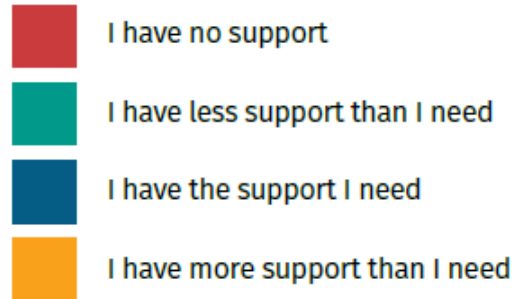 I have no support
I have less support than I need
I have the support I need
I have more support than I need